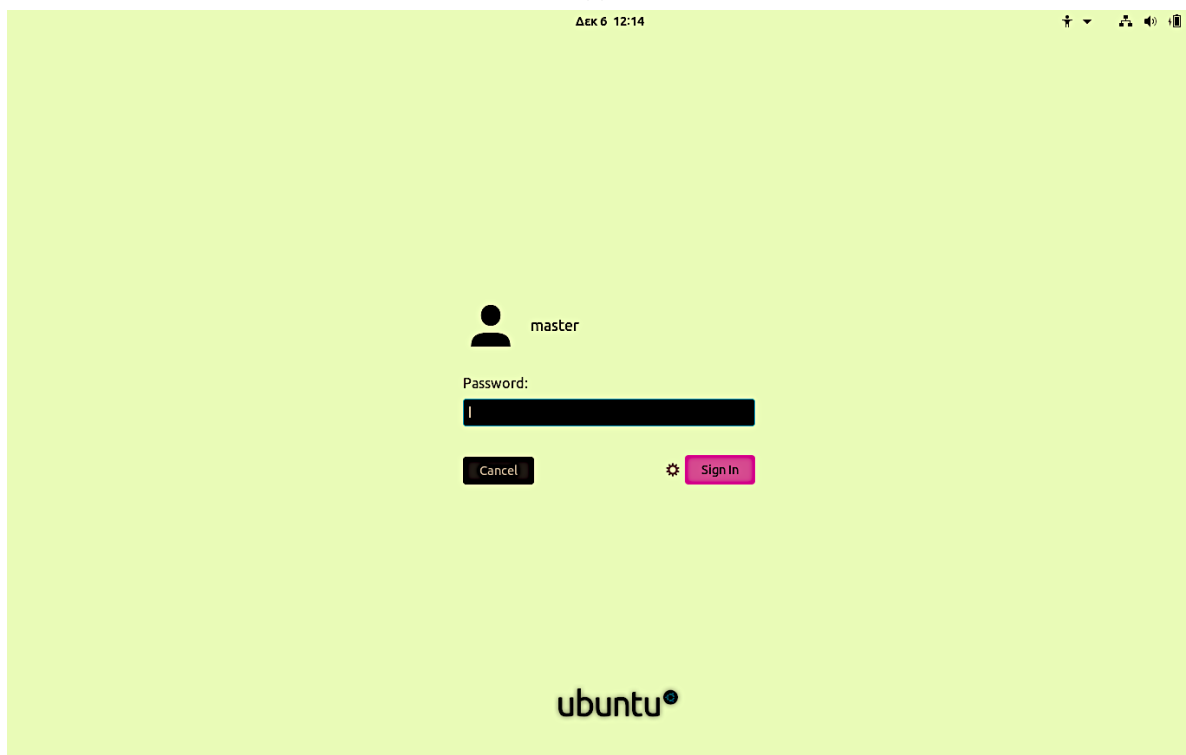 Δεκ 6 12:14
master
Password:
Cancel
Sign In
ubuntu